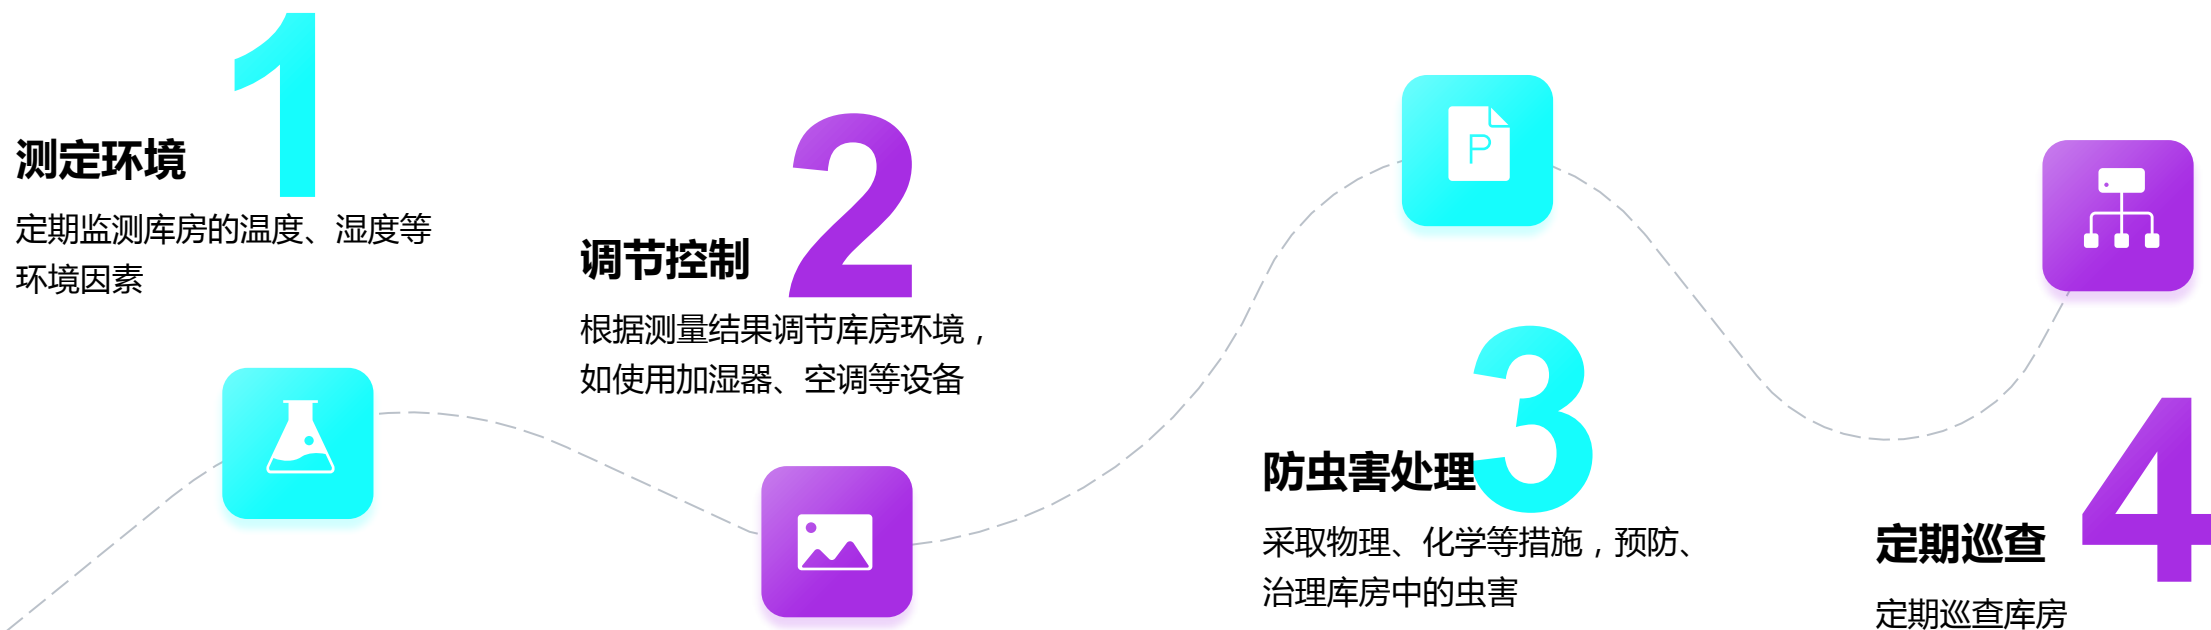 1
测定环境
定期监测库房的温度、湿度等
环境因素
2
调节控制
根据测量结果调节库房环境，
如使用加湿器、空调等设备
P
3
防虫害处理
采取物理、化学等措施，预防、
治理库房中的虫害
4
定期巡查
定期巡查库房